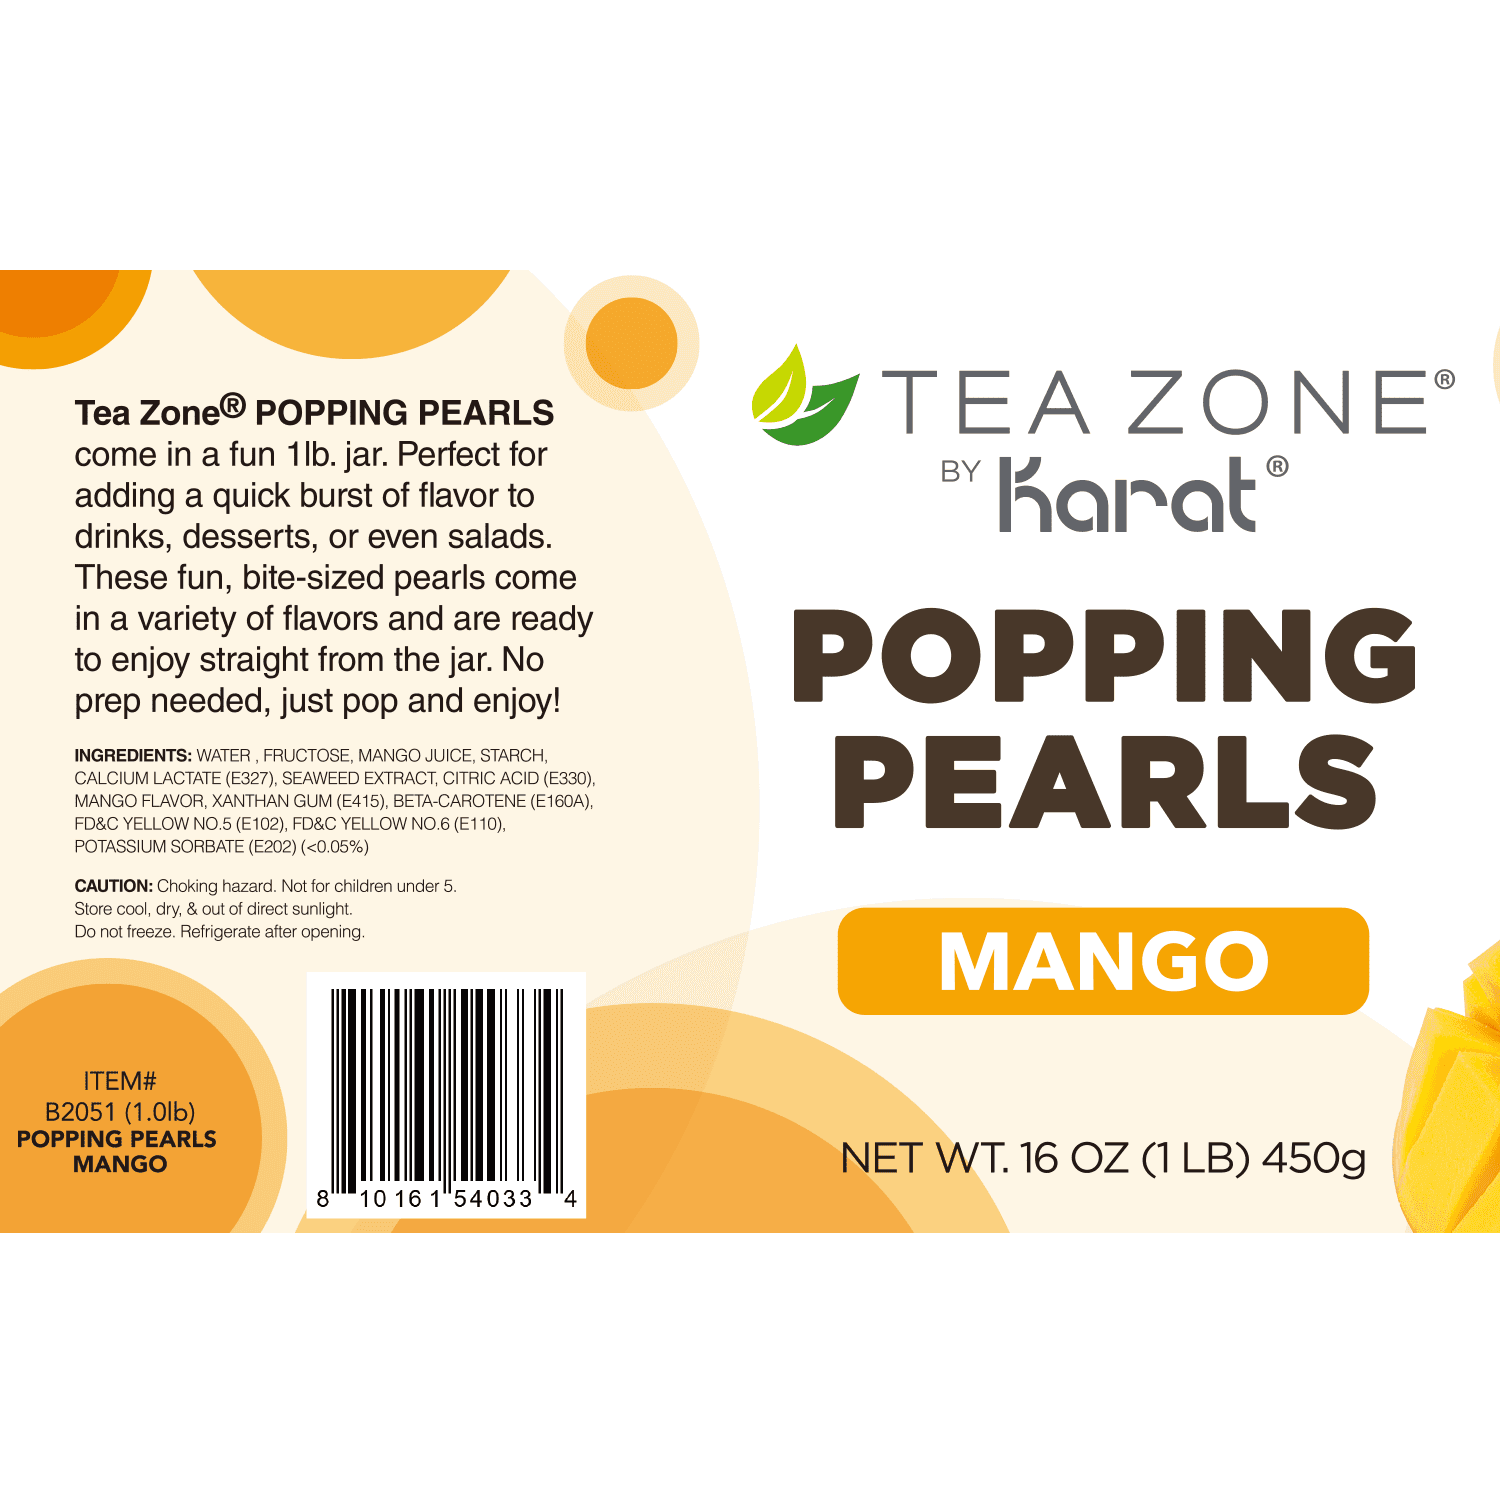 Tea Zone® POPPING PEARLS
come in a fun 1lb. jar. Perfect for
adding a quick burst of flavor to
drinks, desserts, or even salads.
These fun, bite-sized pearls come
in a variety of flavors and are ready
to enjoy straight from the jar. No
prep needed, just pop and enjoy!
INGREDIENTS: WATER , FRUCTOSE, MANGO JUICE, STARCH,
CALCIUM LACTATE (E327), SEAWEED EXTRACT, CITRIC ACID (E330),
MANGO FLAVOR, XANTHAN GUM (E415), BETA-CAROTENE (E160A),
FD&C YELLOW NO.5 (E102), FD&C YELLOW NO.6 (E110),
POTASSIUM SORBATE (E202) (<0.05%)
CAUTION: Choking hazard. Not for children under 5.
Store cool, dry, & out of direct sunlight.
Do not freeze. Refrigerate after opening.
ITEM#
B2051 (1.0lb)
POPPING PEARLS
MANGO
8 10161 54033 4
TEA ZONE®
BY Karat®
POPPING
PEARLS
MANGO
NET WT. 16 OZ (1 LB) 450g